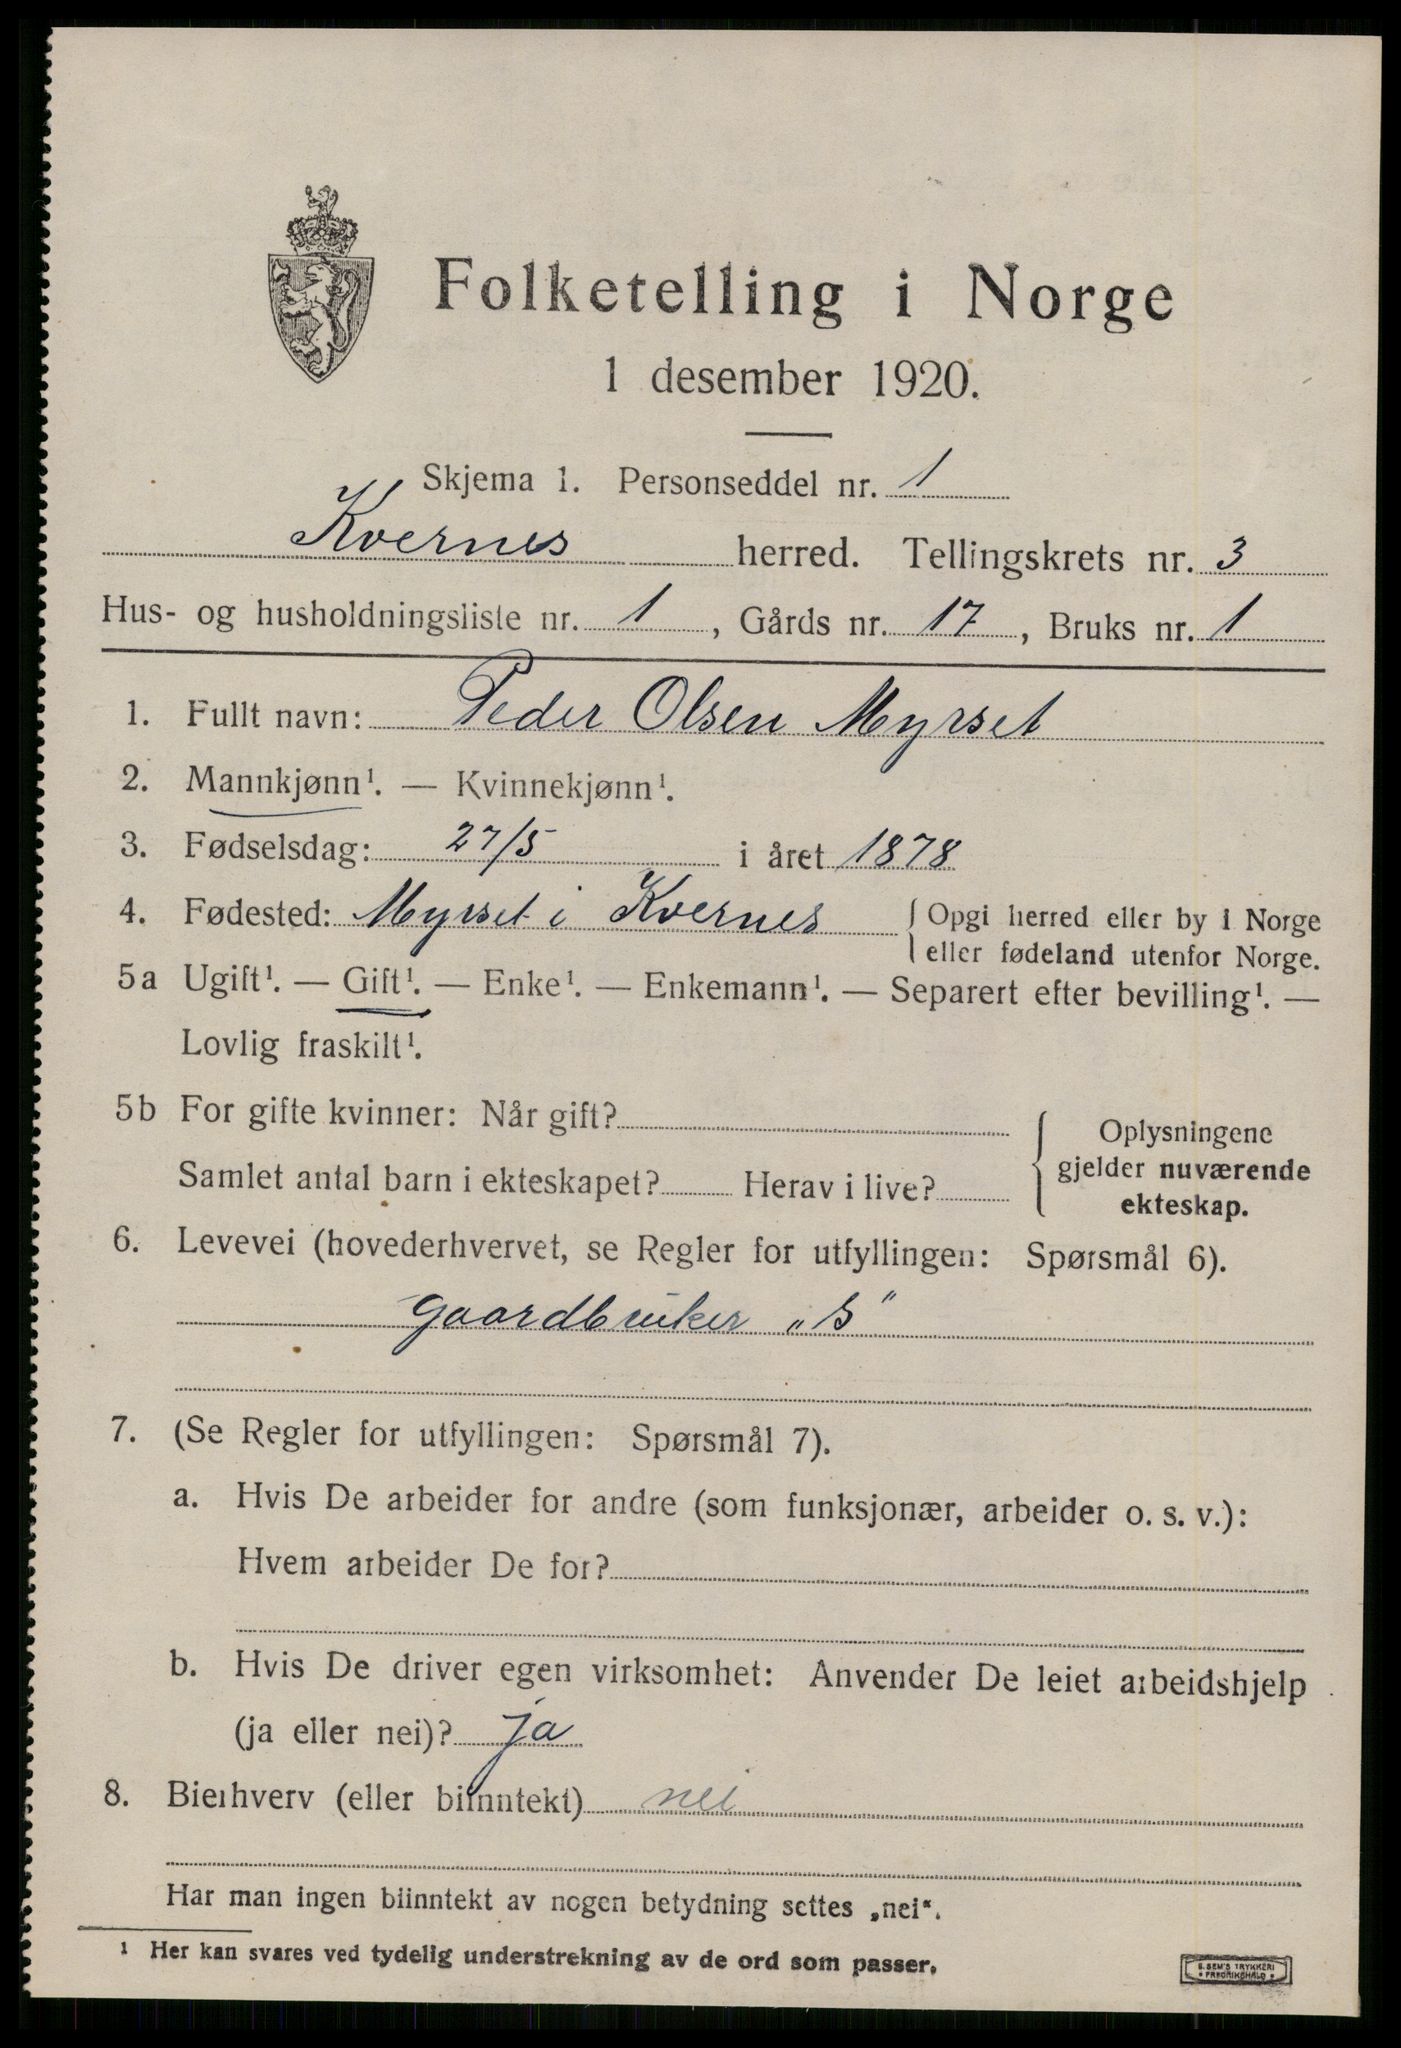 Folketelling i Norge
1 desember 1920.
Skjema 1. Personseddel nr. 1
Kvernes herred. Tellingskrets nr. 3
Hus- og husholdningsliste nr. 1, Gårds nr. 17, Bruks nr. 1
1. Fullt navn: Peder Olsen Myrset
2. Mannkjønn¹. — Kvinnekjønn¹.
3. Fødselsdag: 27/5 i året 1878
4. Fødested: Myrset i Kvernes { Opgi herred eller by i Norge
eller fødeland utenfor Norge.
5a Ugift¹. — Gift¹. — Enke¹. — Enkemann¹. — Separert efter bevilling¹. —
Lovlig fraskilt¹.
5b For gifte kvinner: Når gift?
Samlet antal barn i ekteskapet? Herav i live?
{ Oplysningene
gjelder nuværende
ekteskap.
6. Levevei (hovederhvervet, se Regler for utfyllingen: Spørsmål 6).
gaardbruker „S“
7. (Se Regler for utfyllingen: Spørsmål 7).
a. Hvis De arbeider for andre (som funksjonær, arbeider o. s. v.):
Hvem arbeider De for?
b. Hvis De driver egen virksomhet: Anvender De leiet arbeidshjelp
(ja eller nei)? ja
8. Bierhverv (eller biinntekt) nei
Har man ingen biinntekt av nogen betydning settes „nei“.
¹ Her kan svares ved tydelig understrekning av de ord som passer.
E. SEM'S TRYKKERI
• FREDRIKSHALD •